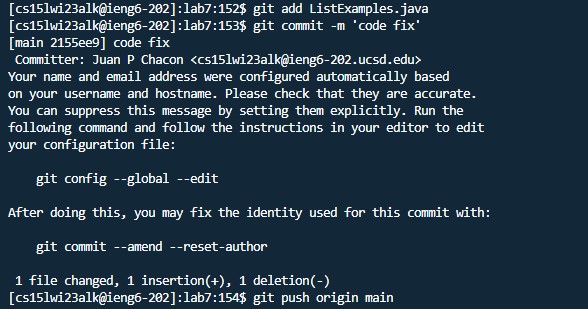 [cs15lwi23alk@ieng6-202]:lab7:152$ git add ListExamples.java
[cs15lwi23alk@ieng6-202]:lab7:153$ git commit -m 'code fix'
[main 2155ee9] code fix
 Committer: Juan P Chacon <cs15lwi23alk@ieng6-202.ucsd.edu>
Your name and email address were configured automatically based
on your username and hostname. Please check that they are accurate.
You can suppress this message by setting them explicitly. Run the
following command and follow the instructions in your editor to edit
your configuration file:

    git config --global --edit

After doing this, you may fix the identity used for this commit with:

    git commit --amend --reset-author

 1 file changed, 1 insertion(+), 1 deletion(-)
[cs15lwi23alk@ieng6-202]:lab7:154$ git push origin main